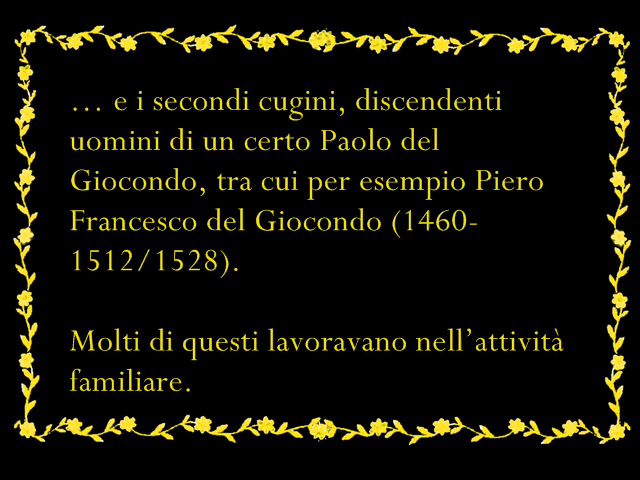 … e i secondi cugini, discendenti
uomini di un certo Paolo del
Giocondo, tra cui per esempio Piero
Francesco del Giocondo (1460-
1512/1528).
Molti di questi lavoravano nell’attività
familiare.